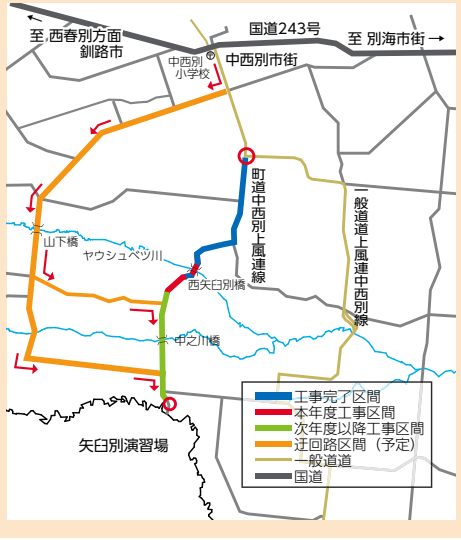 至 西春別方面
釧路市
国道243号
至 別海市街
中西別
小学校
中西別市街
町道中西別上風連線
一般道道上風連中西別線
山下橋
ヤウシュベツ川
西矢臼別橋
中之川橋
矢臼別演習場
工事完了区間
本年度工事区間
次年度以降工事区間
迂回路区間（予定）
一般道道
国道